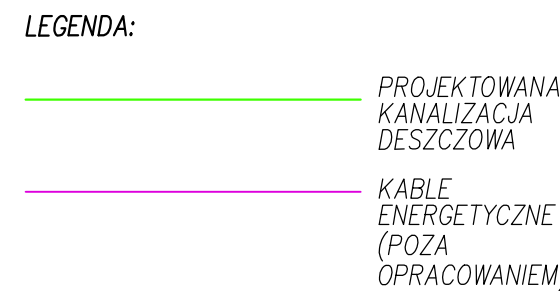 LEGENDA:
PROJEKTOWANA
KANALIZACJA
DESZCZOWA
KABLE
ENERGETYCZNE
(POZA
OPRACOWANIEM)